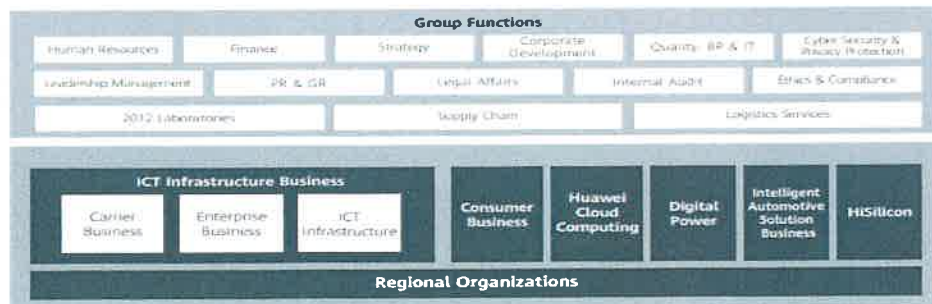 Group Functions
Human Resources
Finance
Strategy
Corporate
Development
Quality, BP & IT
Cyber Security &
Privacy Protection
Leadership Management
PR & GR
Legal Affairs
Internal Audit
Ethics & Compliance
2012 Laboratories
Supply Chain
Logistics Services
ICT Infrastructure Business
Carrier
Business
Enterprise
Business
ICT
Infrastructure
Consumer
Business
Huawei
Cloud
Computing
Digital
Power
Intelligent
Automotive
Solution
Business
HiSilicon
Regional Organizations